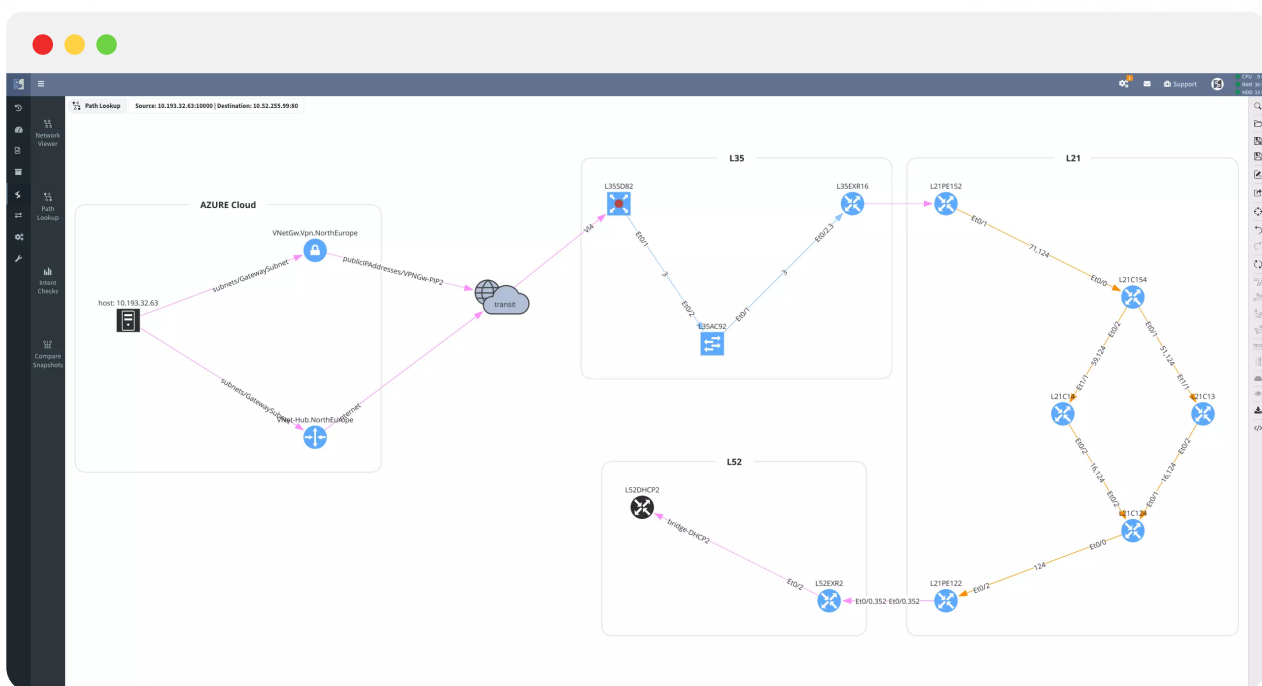 Support
CPU
RAM
HDD
Path Lookup
Source: 10.193.32.63:10000 | Destination: 10.52.255.99:80
Network
Viewer
Path
Lookup
Intent
Checks
Compare
Snapshots
AZURE Cloud
VNetGw.Vpn.NorthEurope
subnets/GatewaySubnet
publicIPAddresses/VPNGw-PIP2
host: 10.193.32.63
transit
subnets/GatewaySubnet
VNet-Hub.NorthEurope
internet
L35
L35SD82
L35EXR16
Vl4
Et0/1
3
Et0/2
L35AC92
Et0/1
3
Et0/2.3
L21
L21PE152
Et0/1
71,124
Et0/0
L21C154
Et0/2
59,124
Et1/1
Et0/1
51,124
Et1/1
L21C14
L21C13
Et0/2
16,124
Et0/2
Et0/2
16,124
Et0/1
L21C124
Et0/0
124
Et0/2
L21PE122
L52
L52DHCP2
bridge-DHCP2
Et0/2
L52EXR2
Et0/0.352 Et0/0.352